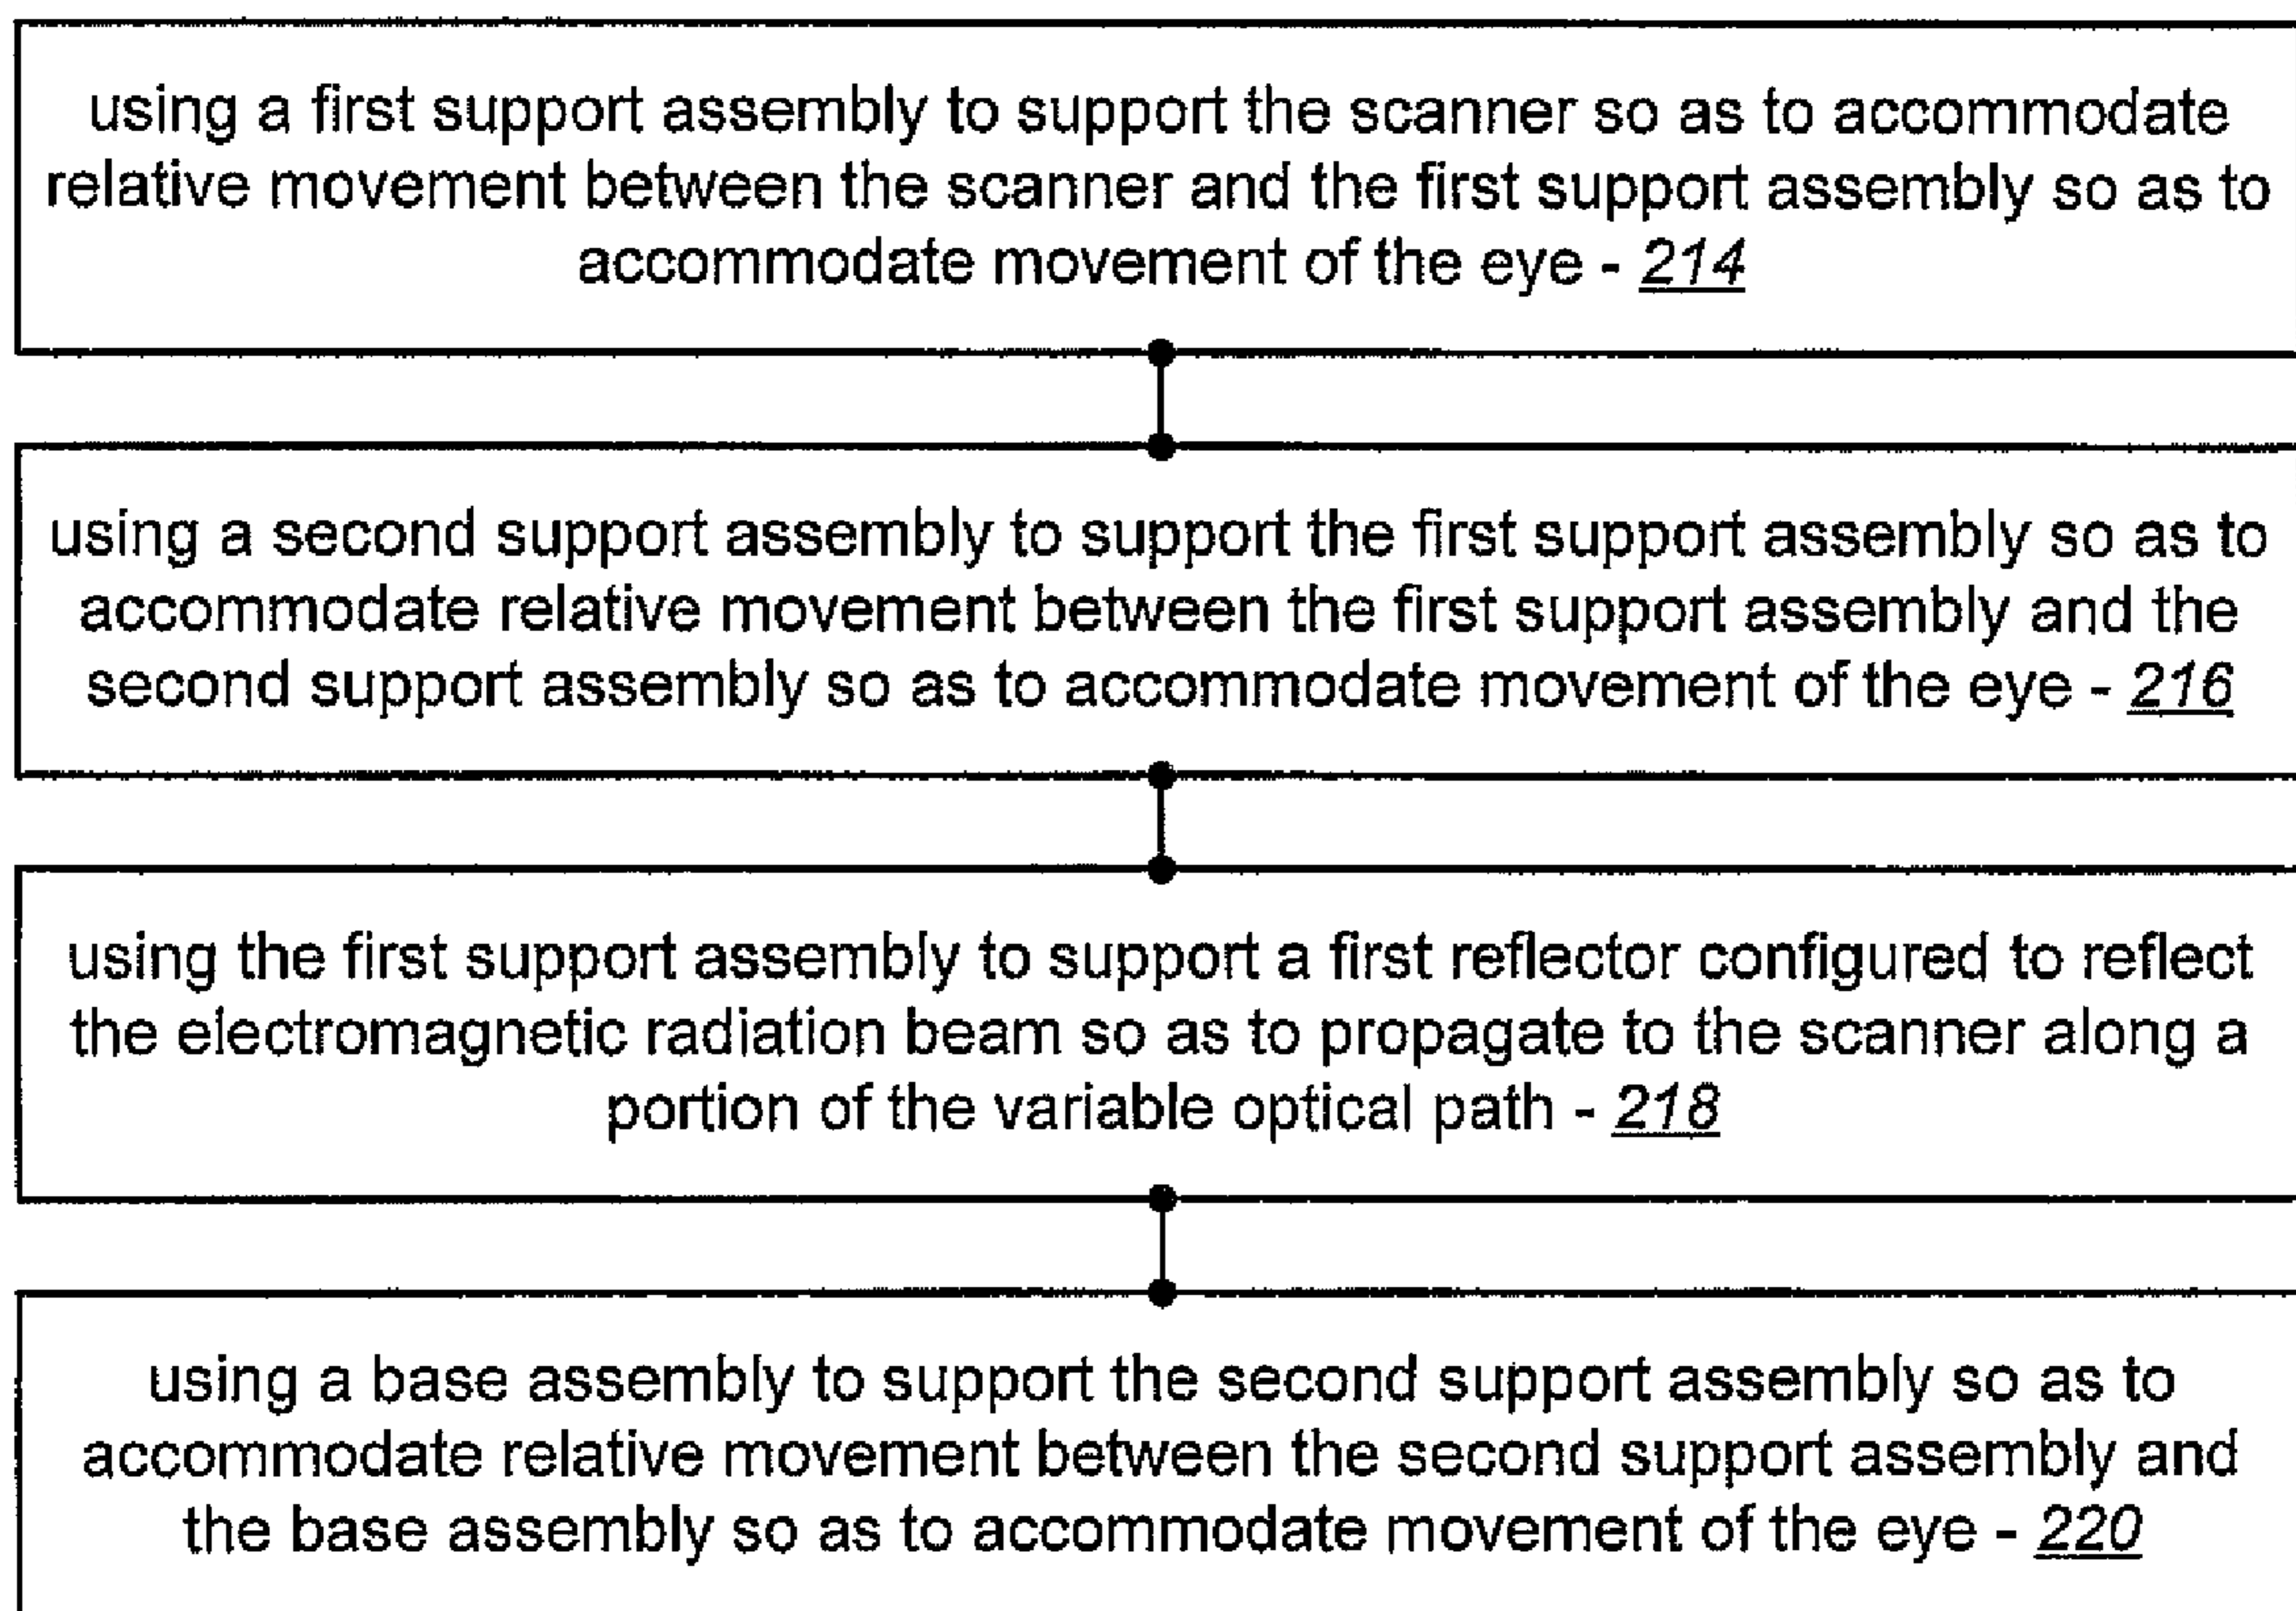 using a first support assembly to support the scanner so as to accommodate
relative movement between the scanner and the first support assembly so as to
accommodate movement of the eye - 214
using a second support assembly to support the first support assembly so as to
accommodate relative movement between the first support assembly and the
second support assembly so as to accommodate movement of the eye - 216
using the first support assembly to support a first reflector configured to reflect
the electromagnetic radiation beam so as to propagate to the scanner along a
portion of the variable optical path - 218
using a base assembly to support the second support assembly so as to
accommodate relative movement between the second support assembly and
the base assembly so as to accommodate movement of the eye - 220